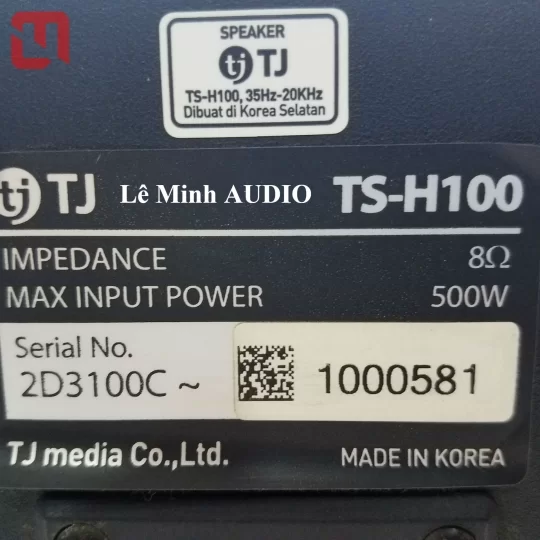 SPEAKER
tj TJ
TS-H100, 35Hz-20KHz
Dibuat di Korea Selatan
tj TJ Lê Minh AUDIO TS-H100
IMPEDANCE 8Ω
MAX INPUT POWER 500W
Serial No.
2D3100C ~ 1000581
TJ media Co.,Ltd. MADE IN KOREA